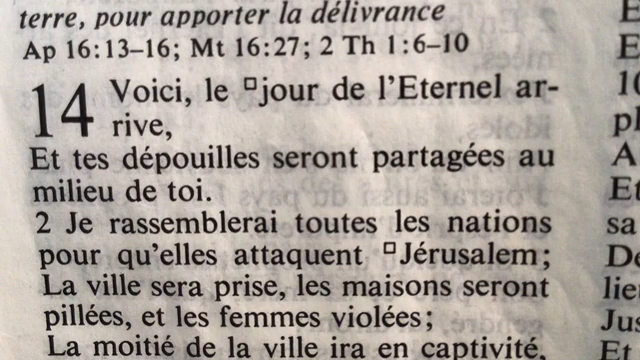 terre, pour apporter la délivrance
Ap 16:13–16; Mt 16:27; 2 Th 1:6–10
14 Voici, le □jour de l'Eternel ar-
rive,
Et tes dépouilles seront partagées au
milieu de toi.
2 Je rassemblerai toutes les nations
pour qu'elles attaquent □Jérusalem;
La ville sera prise, les maisons seront
pillées, et les femmes violées;
La moitié de la ville ira en captivité,